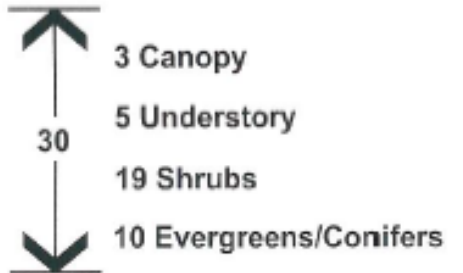 3 Canopy
5 Understory
30
19 Shrubs
10 Evergreens/Conifers